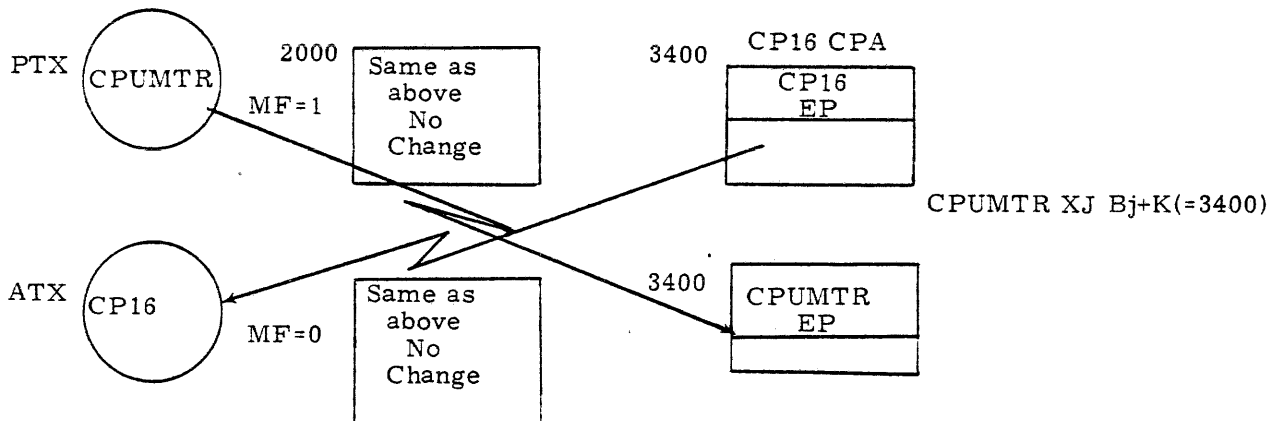 PTX
CPUMTR
MF=1
2000
Same as
above
No
Change
3400
CP16 CPA
CP16
EP
CPUMTR XJ Bj+K(=3400)
ATX
CP16
MF=0
Same as
above
No
Change
3400
CPUMTR
EP